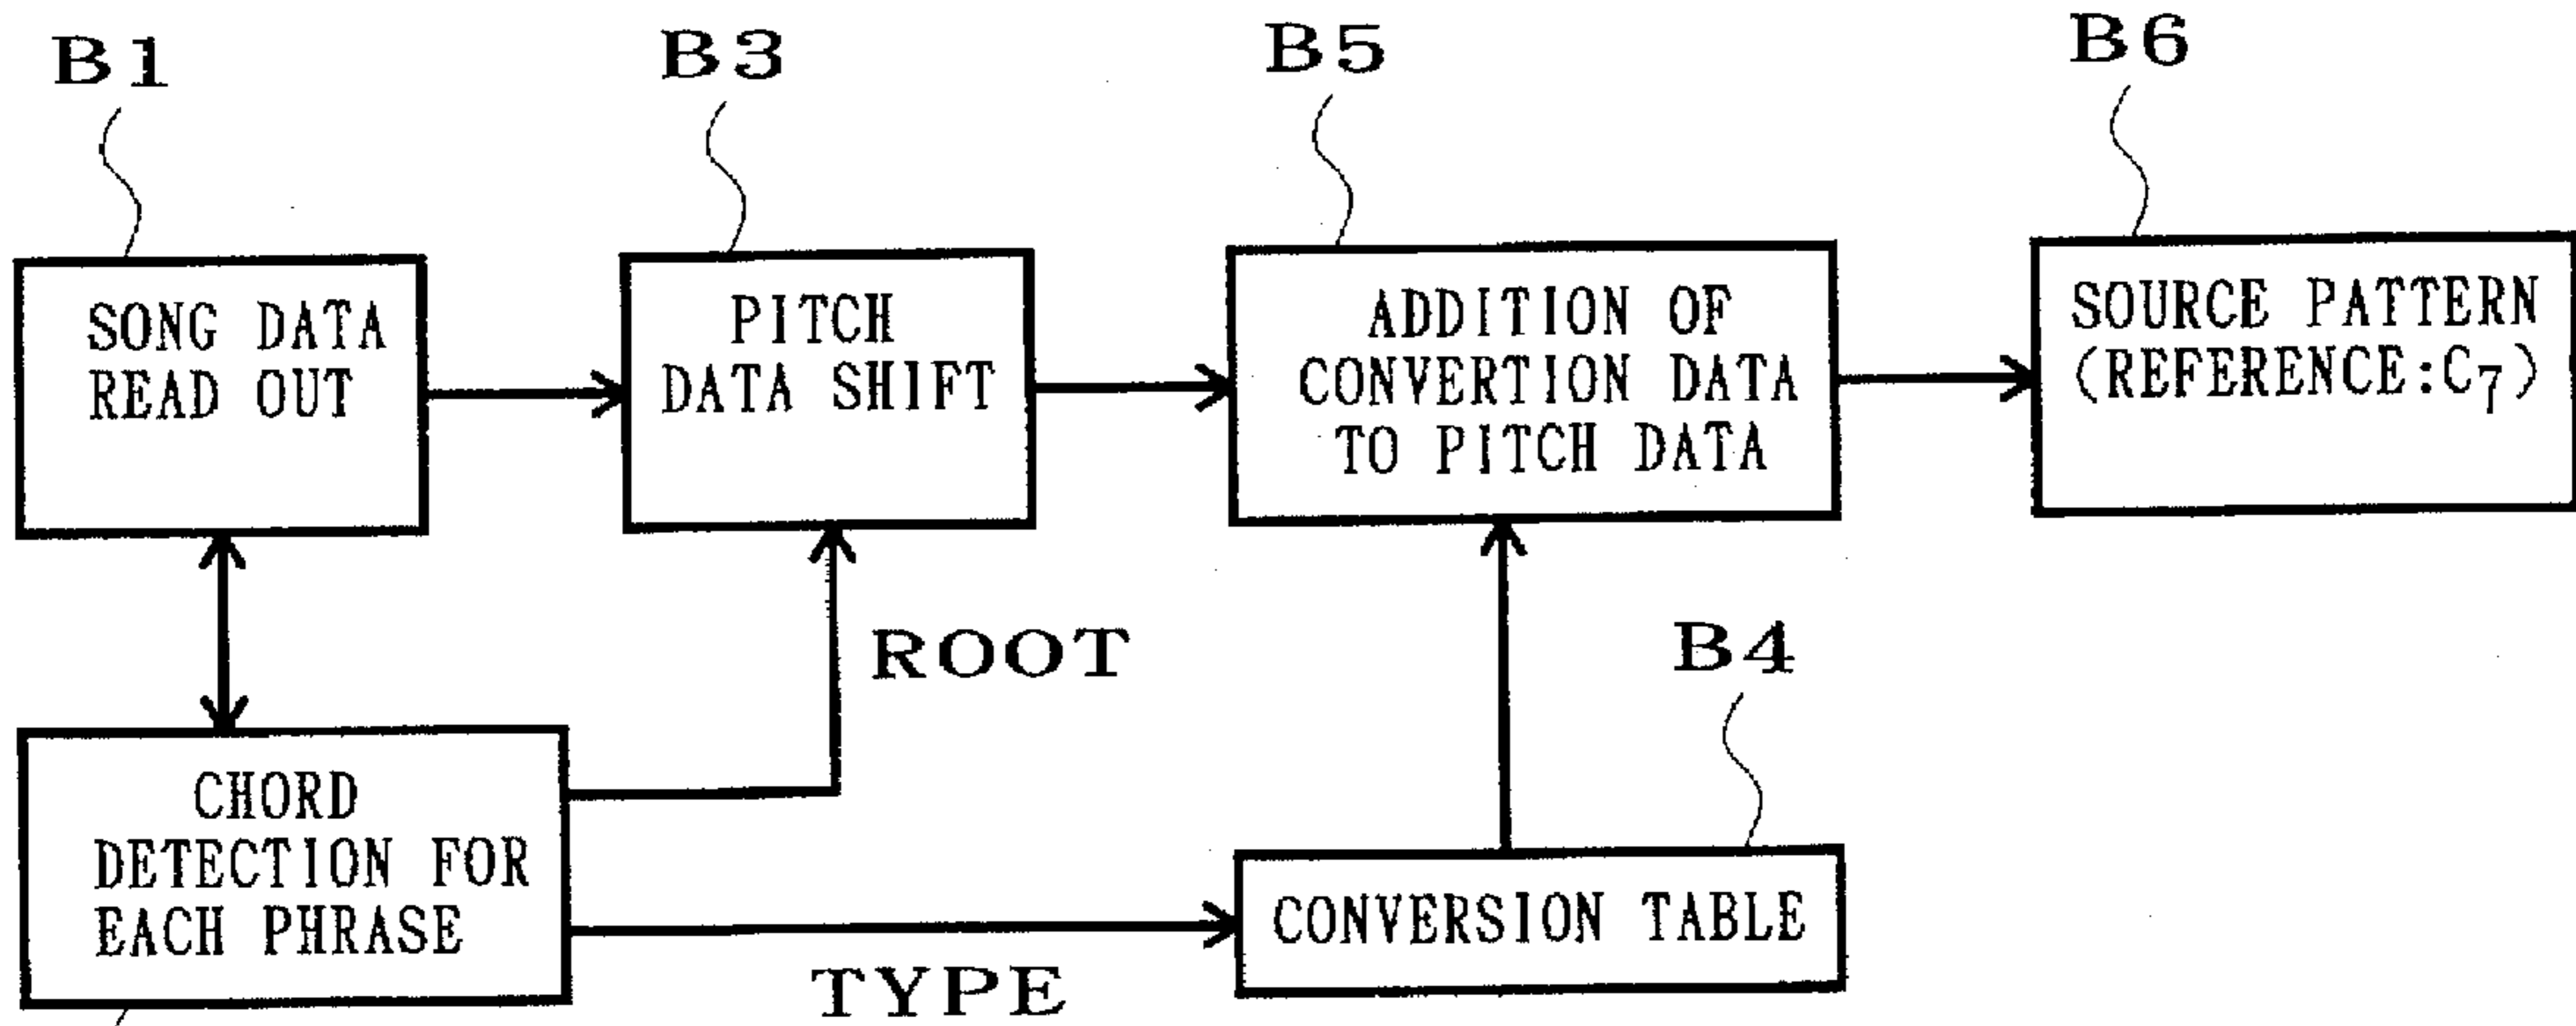 B1
B3
B5
B6
SONG DATA
READ OUT
PITCH
DATA SHIFT
ADDITION OF
CONVERTION DATA
TO PITCH DATA
SOURCE PATTERN
(REFERENCE:C7)
ROOT
B4
CHORD
DETECTION FOR
EACH PHRASE
CONVERSION TABLE
TYPE